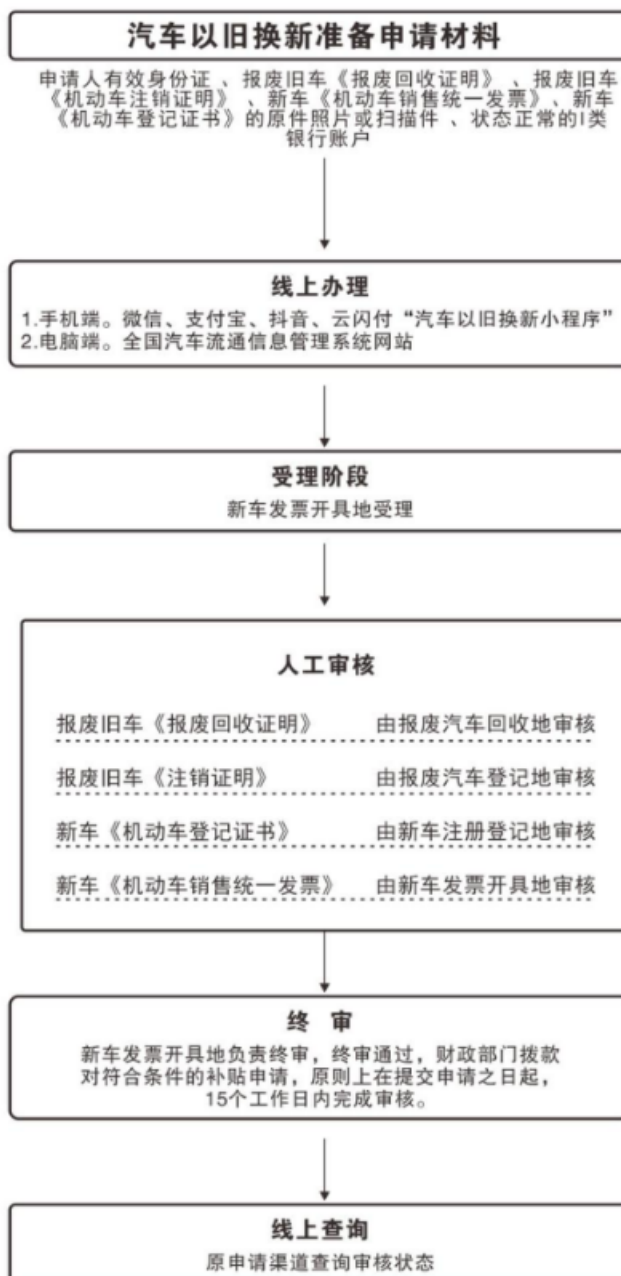 汽车以旧换新准备申请材料
申请人有效身份证 、报废旧车《报废回收证明》 、报废旧车
《机动车注销证明》 、新车《机动车销售统一发票》、新车
《机动车登记证书》的原件照片或扫描件 、状态正常的I类
银行账户
线上办理
1.手机端。微信、支付宝、抖音、云闪付“汽车以旧换新小程序”
2.电脑端。全国汽车流通信息管理系统网站
受理阶段
新车发票开具地受理
人工审核
报废旧车《报废回收证明》 由报废汽车回收地审核
报废旧车《注销证明》 由报废汽车登记地审核
新车《机动车登记证书》 由新车注册登记地审核
新车《机动车销售统一发票》 由新车发票开具地审核
终 审
新车发票开具地负责终审，终审通过，财政部门拨款
对符合条件的补贴申请，原则上在提交申请之日起，
15个工作日内完成审核。
线上查询
原申请渠道查询审核状态